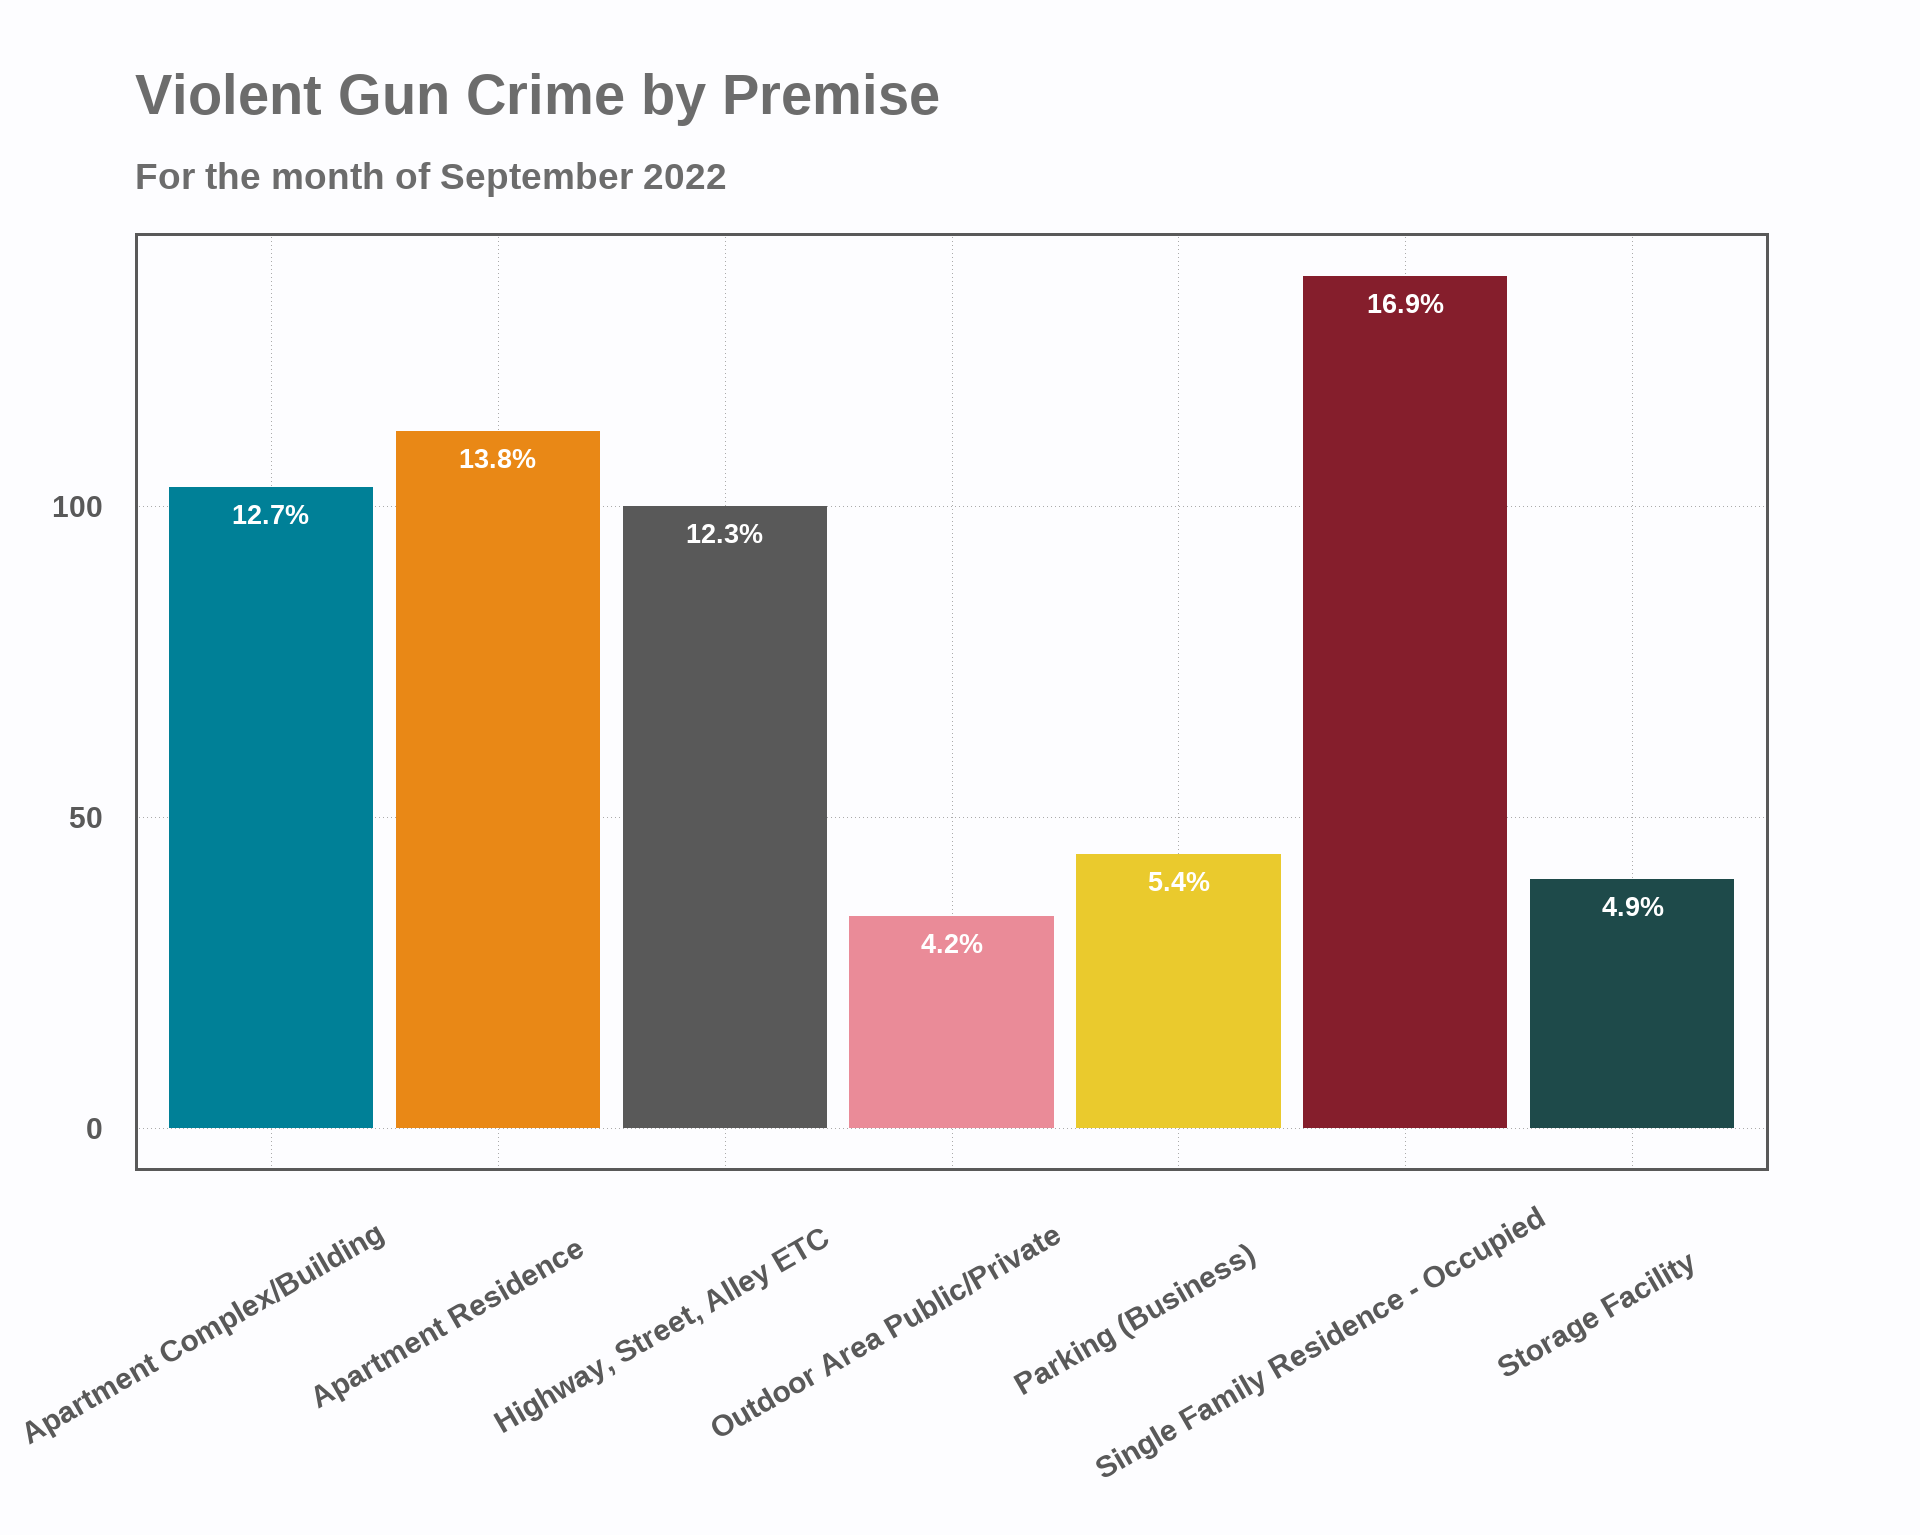 Violent Gun Crime by Premise
For the month of September 2022
16.9%
13.8%
12.7%
100
12.3%
50
5.4%
4.9%
4.2%
0
Apartment Complex/Building
Apartment Residence
Highway, Street, Alley ETC
Outdoor Area Public/Private
Parking (Business)
Single Family Residence - Occupied
Storage Facility